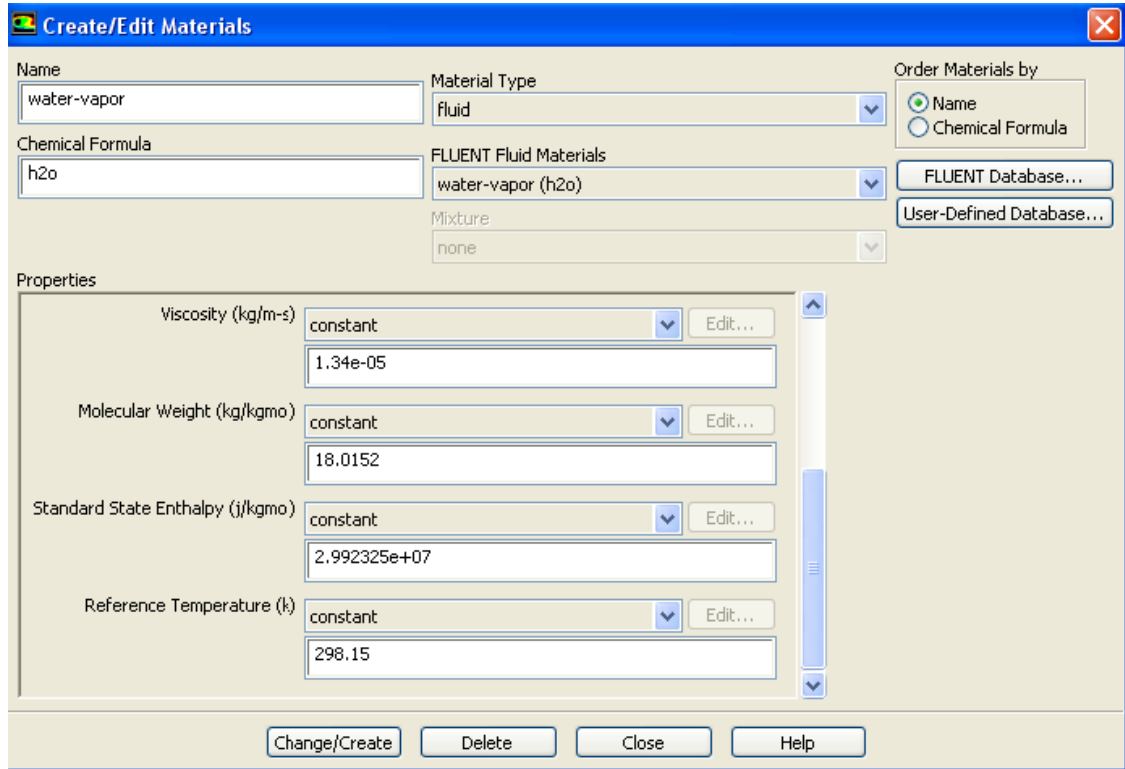 Create/Edit Materials
Name
water-vapor
Chemical Formula
h2o
Material Type
fluid
FLUENT Fluid Materials
water-vapor (h2o)
Mixture
none
Order Materials by
Name
Chemical Formula
FLUENT Database...
User-Defined Database...
Properties
Viscosity (kg/m-s)
constant
Edit...
1.34e-05
Molecular Weight (kg/kgmo)
constant
Edit...
18.0152
Standard State Enthalpy (j/kgmo)
constant
Edit...
2.992325e+07
Reference Temperature (k)
constant
Edit...
298.15
Change/Create
Delete
Close
Help